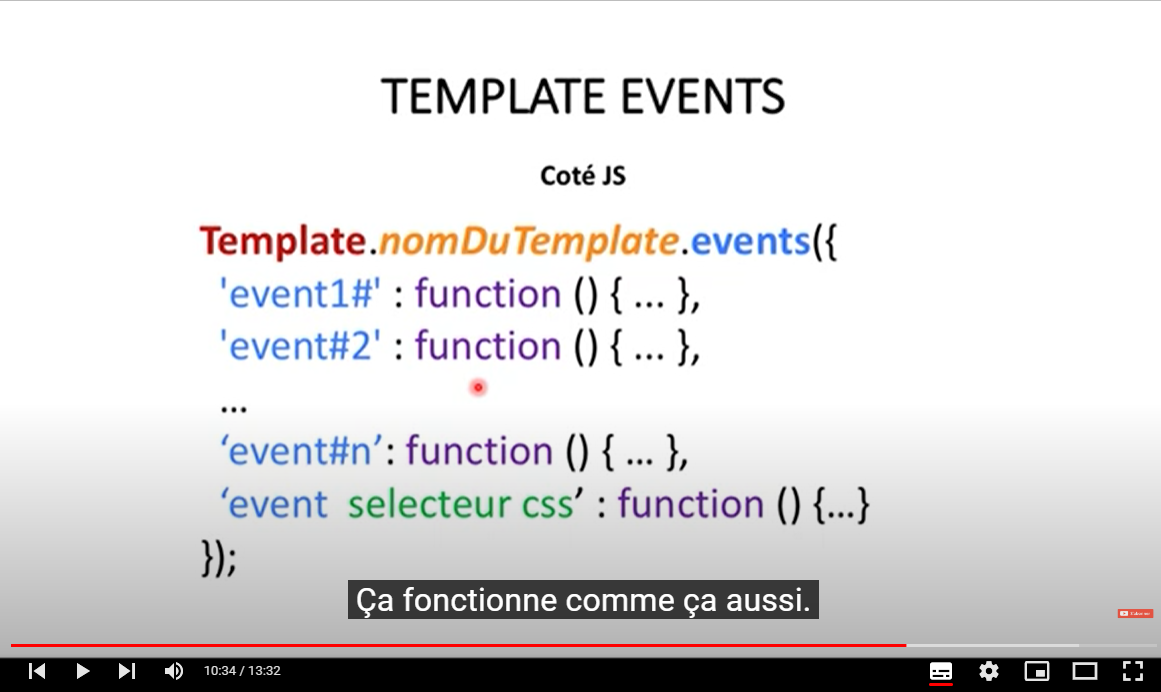 TEMPLATE EVENTS
Coté JS
Template.nomDuTemplate.events({
'event1#' : function () { ... },
'event#2' : function () { ... },
...
‘event#n’: function () { ... },
‘event selecteur css’ : function () {...}
});
Ça fonctionne comme ça aussi.
10:34 / 13:32